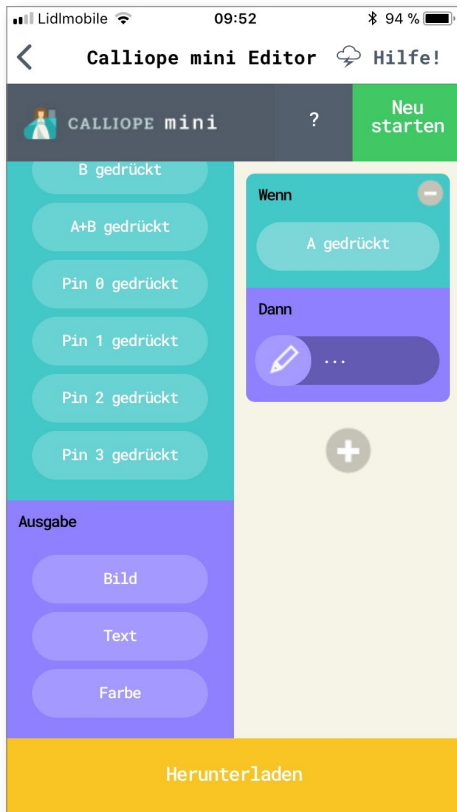 Lidlmobile 09:52 94 %
Calliope mini Editor Hilfe!
CALLIOPE mini ? Neu starten
B gedrückt
A+B gedrückt
Pin 0 gedrückt
Pin 1 gedrückt
Pin 2 gedrückt
Pin 3 gedrückt
Ausgabe
Bild
Text
Farbe
Wenn
A gedrückt
Dann
...
Herunterladen